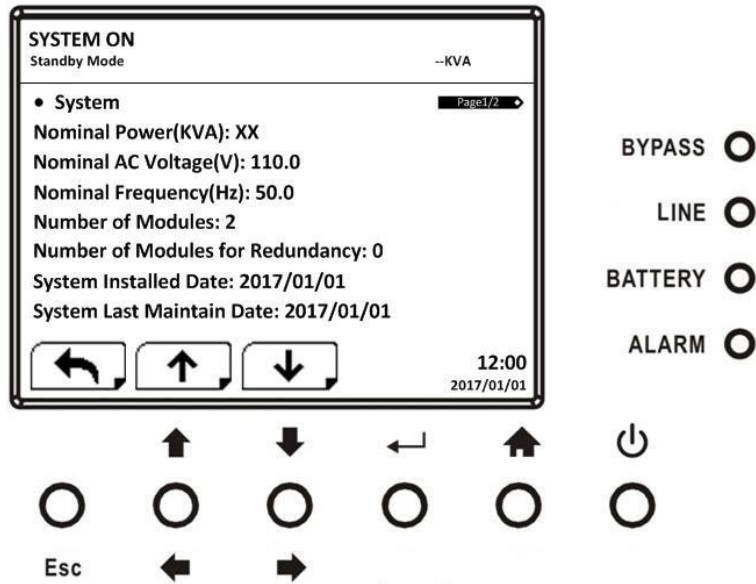 SYSTEM ON
Standby Mode --KVA
• System Page1/2
Nominal Power(KVA): XX
Nominal AC Voltage(V): 110.0
Nominal Frequency(Hz): 50.0
Number of Modules: 2
Number of Modules for Redundancy: 0
System Installed Date: 2017/01/01
System Last Maintain Date: 2017/01/01
12:00
2017/01/01
BYPASS
LINE
BATTERY
ALARM
Esc